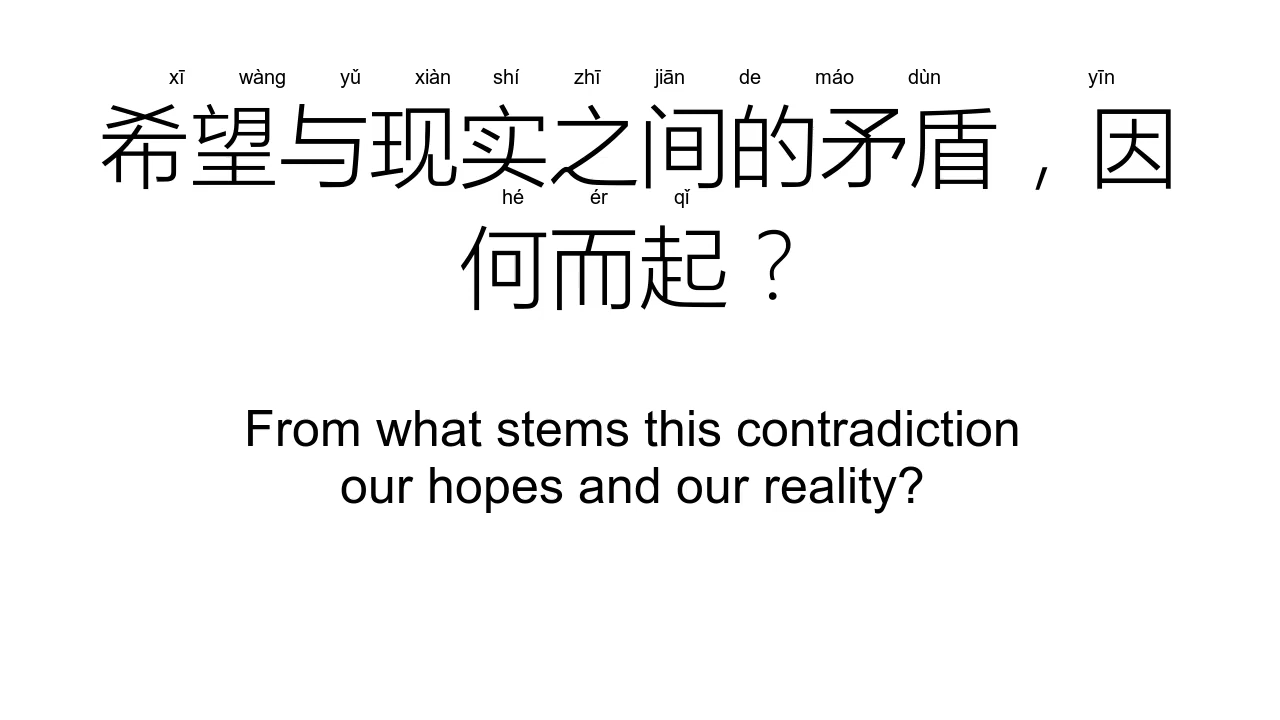 xī wàng yǔ xiàn shí zhī jiān de máo dùn yīn
希望与现实之间的矛盾，因
hé ér qǐ
何而起？
From what stems this contradiction
our hopes and our reality?